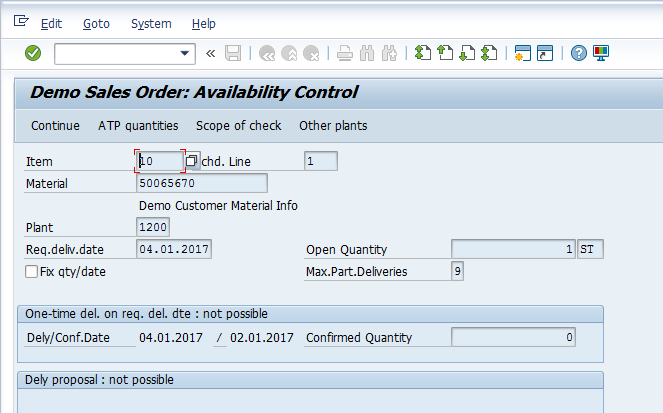 Edit Goto System Help
Demo Sales Order: Availability Control
Continue ATP quantities Scope of check Other plants
Item 10 chd. Line 1
Material 50065670
Demo Customer Material Info
Plant 1200
Req.deliv.date 04.01.2017 Open Quantity 1 ST
Fix qty/date Max.Part.Deliveries 9
One-time del. on req. del. dte : not possible
Dely/Conf.Date 04.01.2017 / 02.01.2017 Confirmed Quantity 0
Dely proposal : not possible